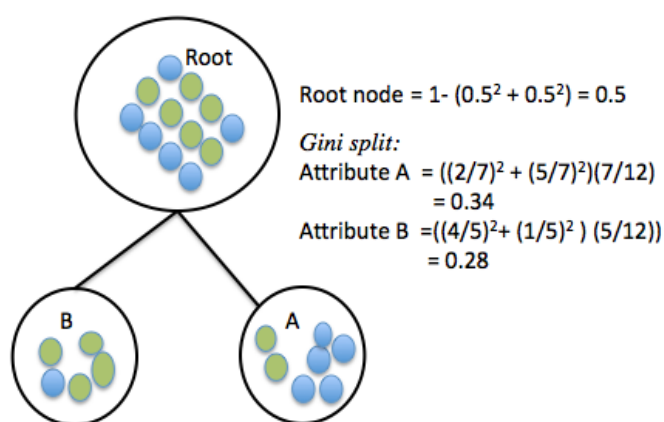 Root
Root node = 1- (0.5² + 0.5²) = 0.5
Gini split:
Attribute A = ((2/7)² + (5/7)²)(7/12)
= 0.34
Attribute B =((4/5)²+ (1/5)² ) (5/12))
= 0.28
B
A